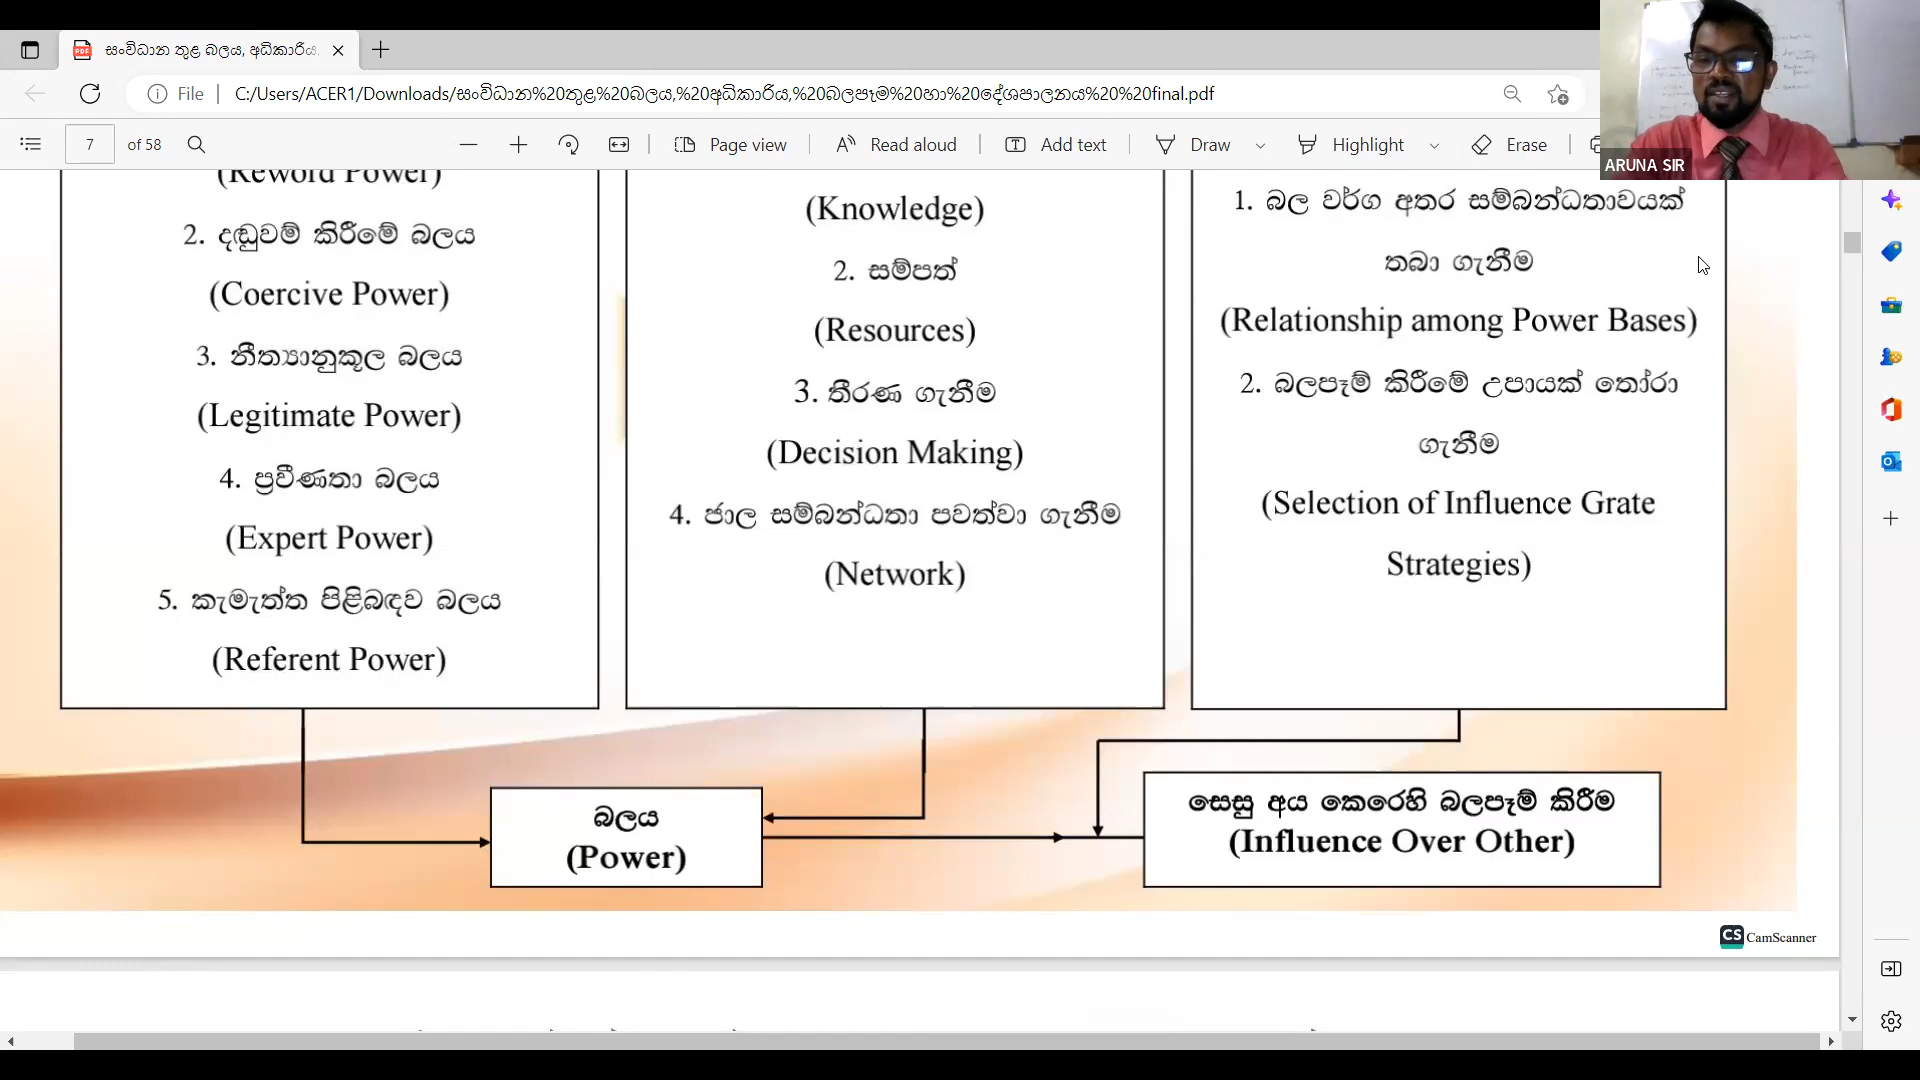 සංවිධාන තුළ බලය, අධිකාරිය,
File
C:/Users/ACER1/Downloads/සංවිධාන%20තුළ%20බලය,%20අධිකාරිය,%20බලපෑම%20හා%20දේශපාලනය%20%20final.pdf
7 of 58
Page view
Read aloud
Add text
Draw
Highlight
Erase
ARUNA SIR
(Reword Power)
2. දඬුවම් කිරීමේ බලය
(Coercive Power)
3. නීත්‍යානුකූල බලය
(Legitimate Power)
4. ප්‍රවීණතා බලය
(Expert Power)
5. කැමැත්ත පිළිබඳව බලය
(Referent Power)
(Knowledge)
2. සම්පත්
(Resources)
3. තීරණ ගැනීම
(Decision Making)
4. ජාල සම්බන්ධතා පවත්වා ගැනීම
(Network)
1. බල වර්ග අතර සම්බන්ධතාවයක්
තබා ගැනීම
(Relationship among Power Bases)
2. බලපෑම් කිරීමේ උපායක් තෝරා
ගැනීම
(Selection of Influence Grate
Strategies)
බලය
(Power)
සෙසු අය කෙරෙහි බලපෑම් කිරීම
(Influence Over Other)
CS CamScanner